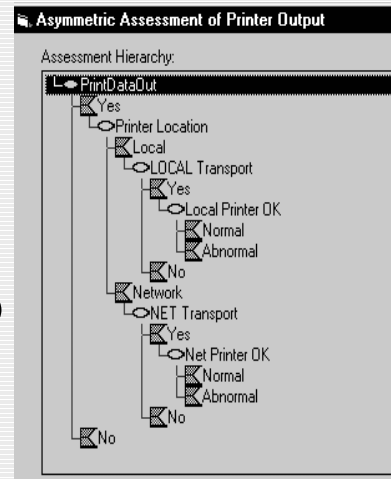 Asymmetric Assessment of Printer Output
Assessment Hierarchy:
PrintDataOut
Yes
Printer Location
Local
LOCAL Transport
Yes
Local Printer OK
Normal
Abnormal
No
Network
)
NET Transport
Yes
Net Printer OK
Normal
Abnormal
No
No